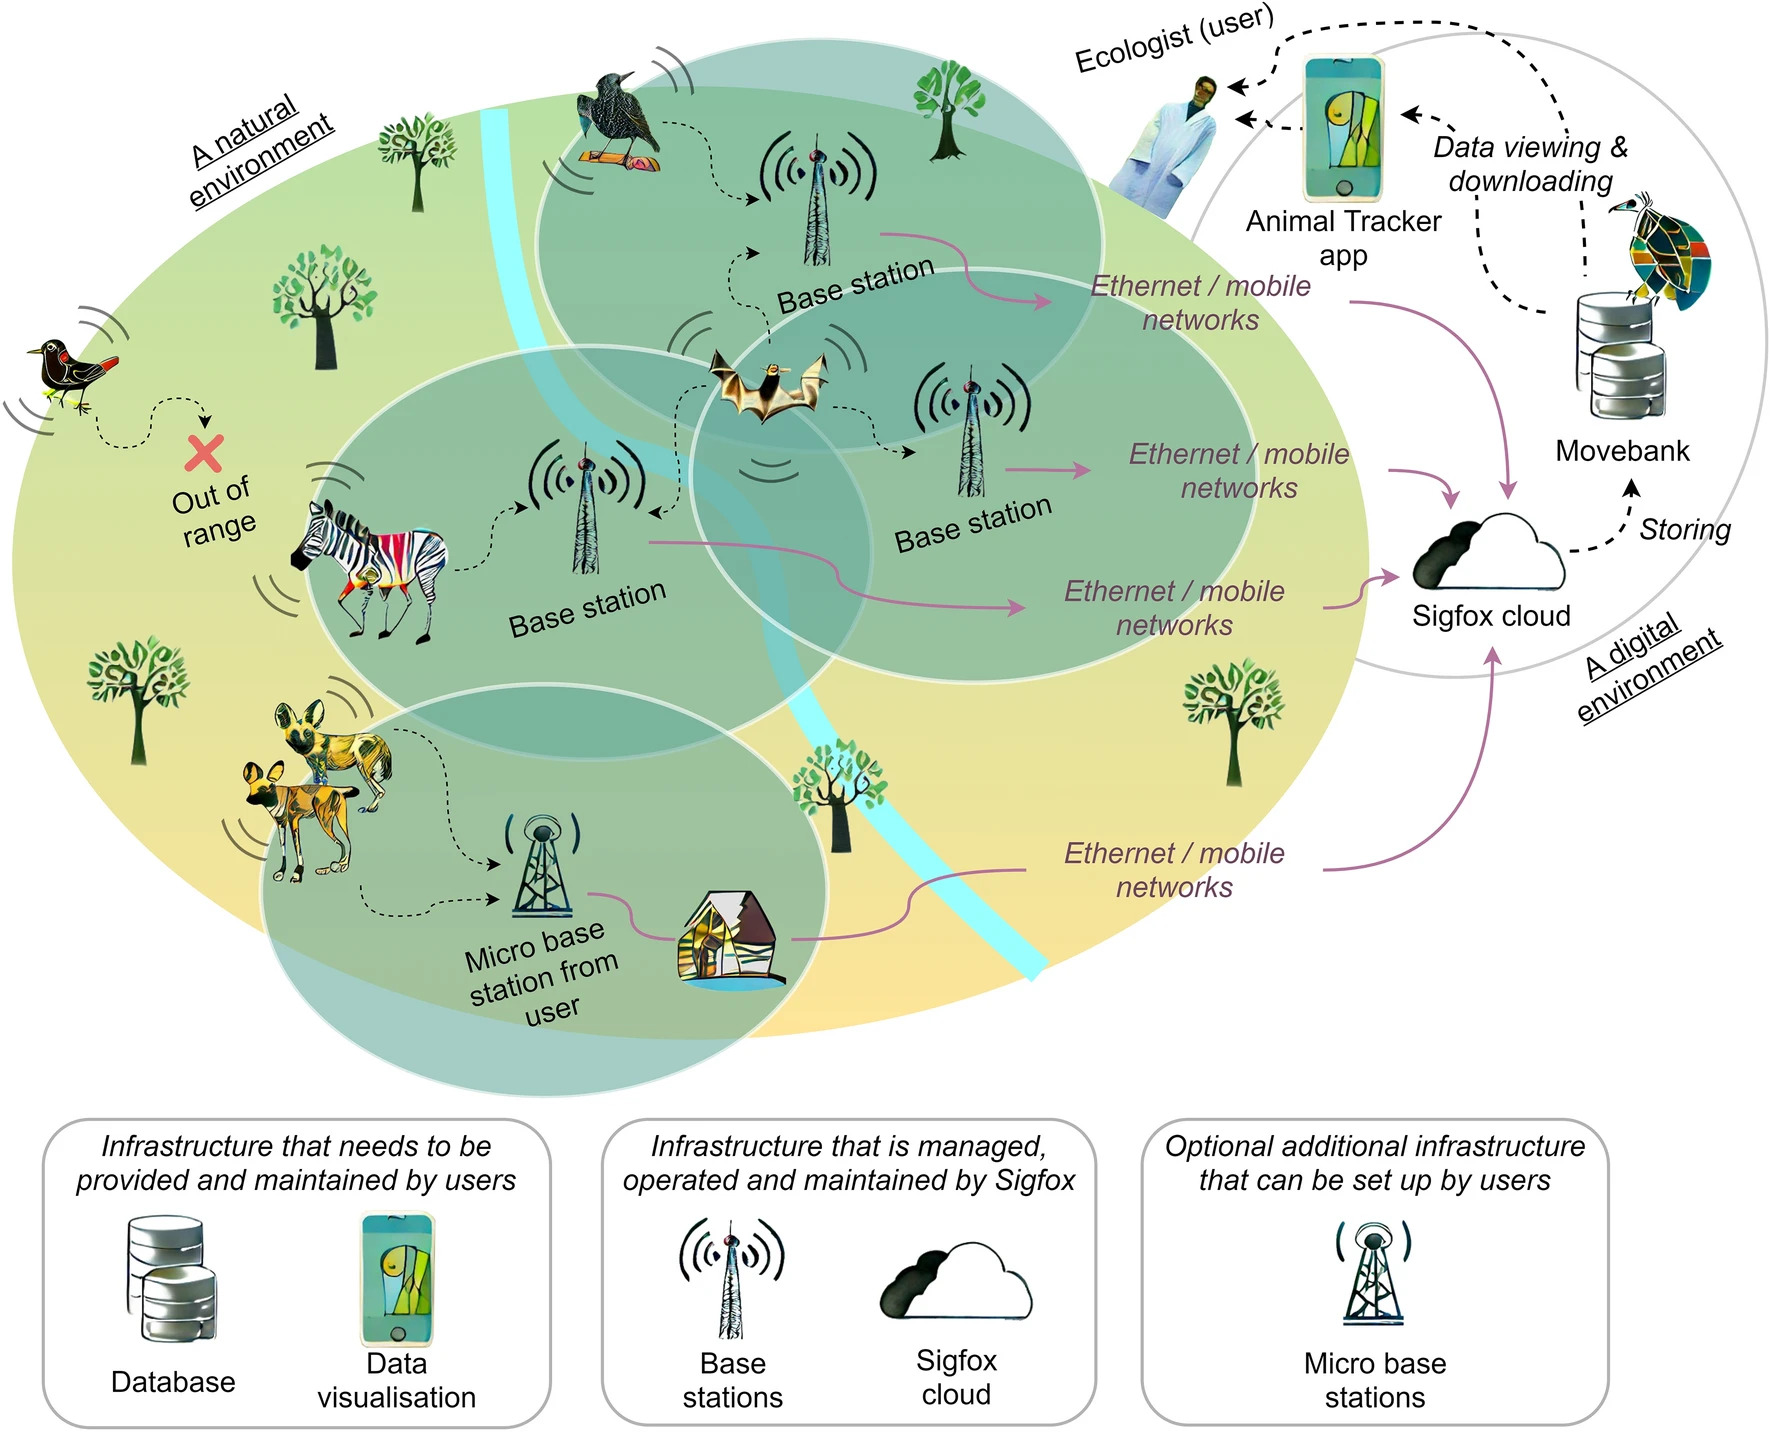 Ecologist (user)
A natural
environment
Data viewing &
downloading
Animal Tracker
app
Base station
Ethernet / mobile
networks
Out of
range
Base station
Ethernet / mobile
networks
Movebank
Storing
Base station
Ethernet / mobile
networks
Sigfox cloud
A digital
environment
Micro base
station from
user
Ethernet / mobile
networks
Infrastructure that needs to be
provided and maintained by users
Database
Data
visualisation
Infrastructure that is managed,
operated and maintained by Sigfox
Base
stations
Sigfox
cloud
Optional additional infrastructure
that can be set up by users
Micro base
stations